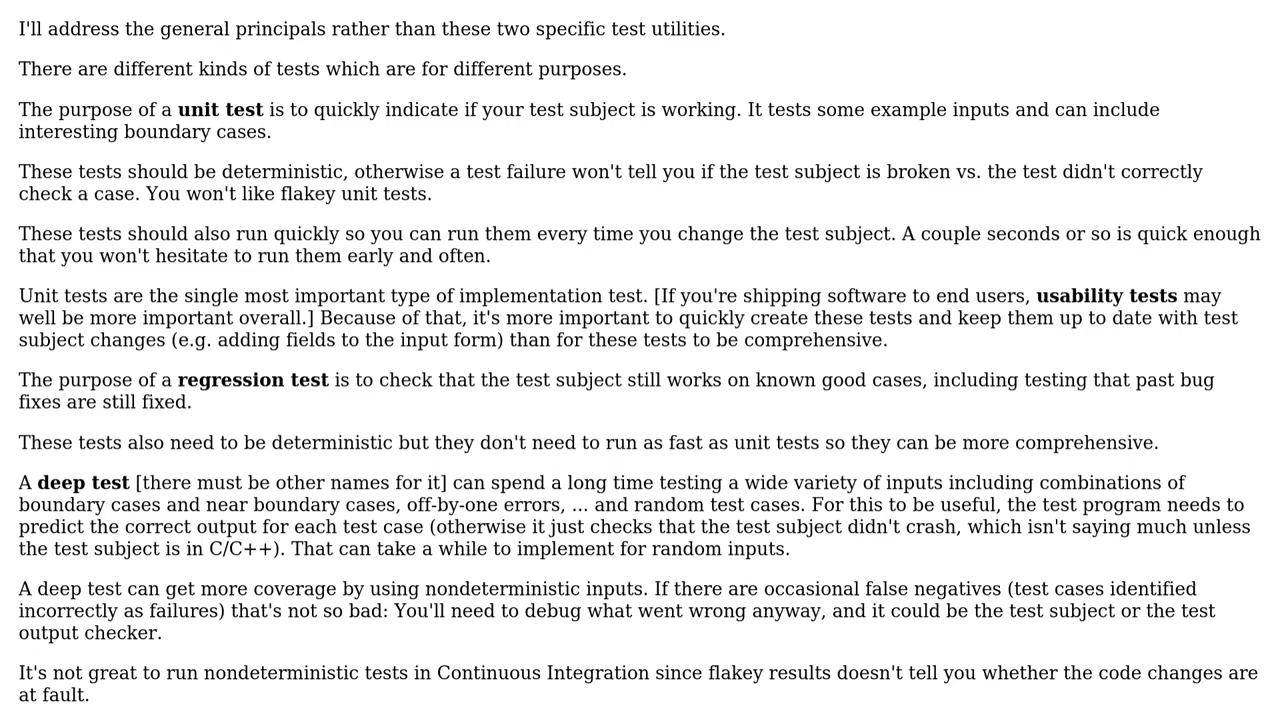 I'll address the general principals rather than these two specific test utilities.
There are different kinds of tests which are for different purposes.
The purpose of a unit test is to quickly indicate if your test subject is working. It tests some example inputs and can include
interesting boundary cases.
These tests should be deterministic, otherwise a test failure won't tell you if the test subject is broken vs. the test didn't correctly
check a case. You won't like flakey unit tests.
These tests should also run quickly so you can run them every time you change the test subject. A couple seconds or so is quick enough
that you won't hesitate to run them early and often.
Unit tests are the single most important type of implementation test. [If you're shipping software to end users, usability tests may
well be more important overall.] Because of that, it's more important to quickly create these tests and keep them up to date with test
subject changes (e.g. adding fields to the input form) than for these tests to be comprehensive.
The purpose of a regression test is to check that the test subject still works on known good cases, including testing that past bug
fixes are still fixed.
These tests also need to be deterministic but they don't need to run as fast as unit tests so they can be more comprehensive.
A deep test [there must be other names for it] can spend a long time testing a wide variety of inputs including combinations of
boundary cases and near boundary cases, off-by-one errors, ... and random test cases. For this to be useful, the test program needs to
predict the correct output for each test case (otherwise it just checks that the test subject didn't crash, which isn't saying much unless
the test subject is in C/C++). That can take a while to implement for random inputs.
A deep test can get more coverage by using nondeterministic inputs. If there are occasional false negatives (test cases identified
incorrectly as failures) that's not so bad: You'll need to debug what went wrong anyway, and it could be the test subject or the test
output checker.
It's not great to run nondeterministic tests in Continuous Integration since flakey results doesn't tell you whether the code changes are
at fault.